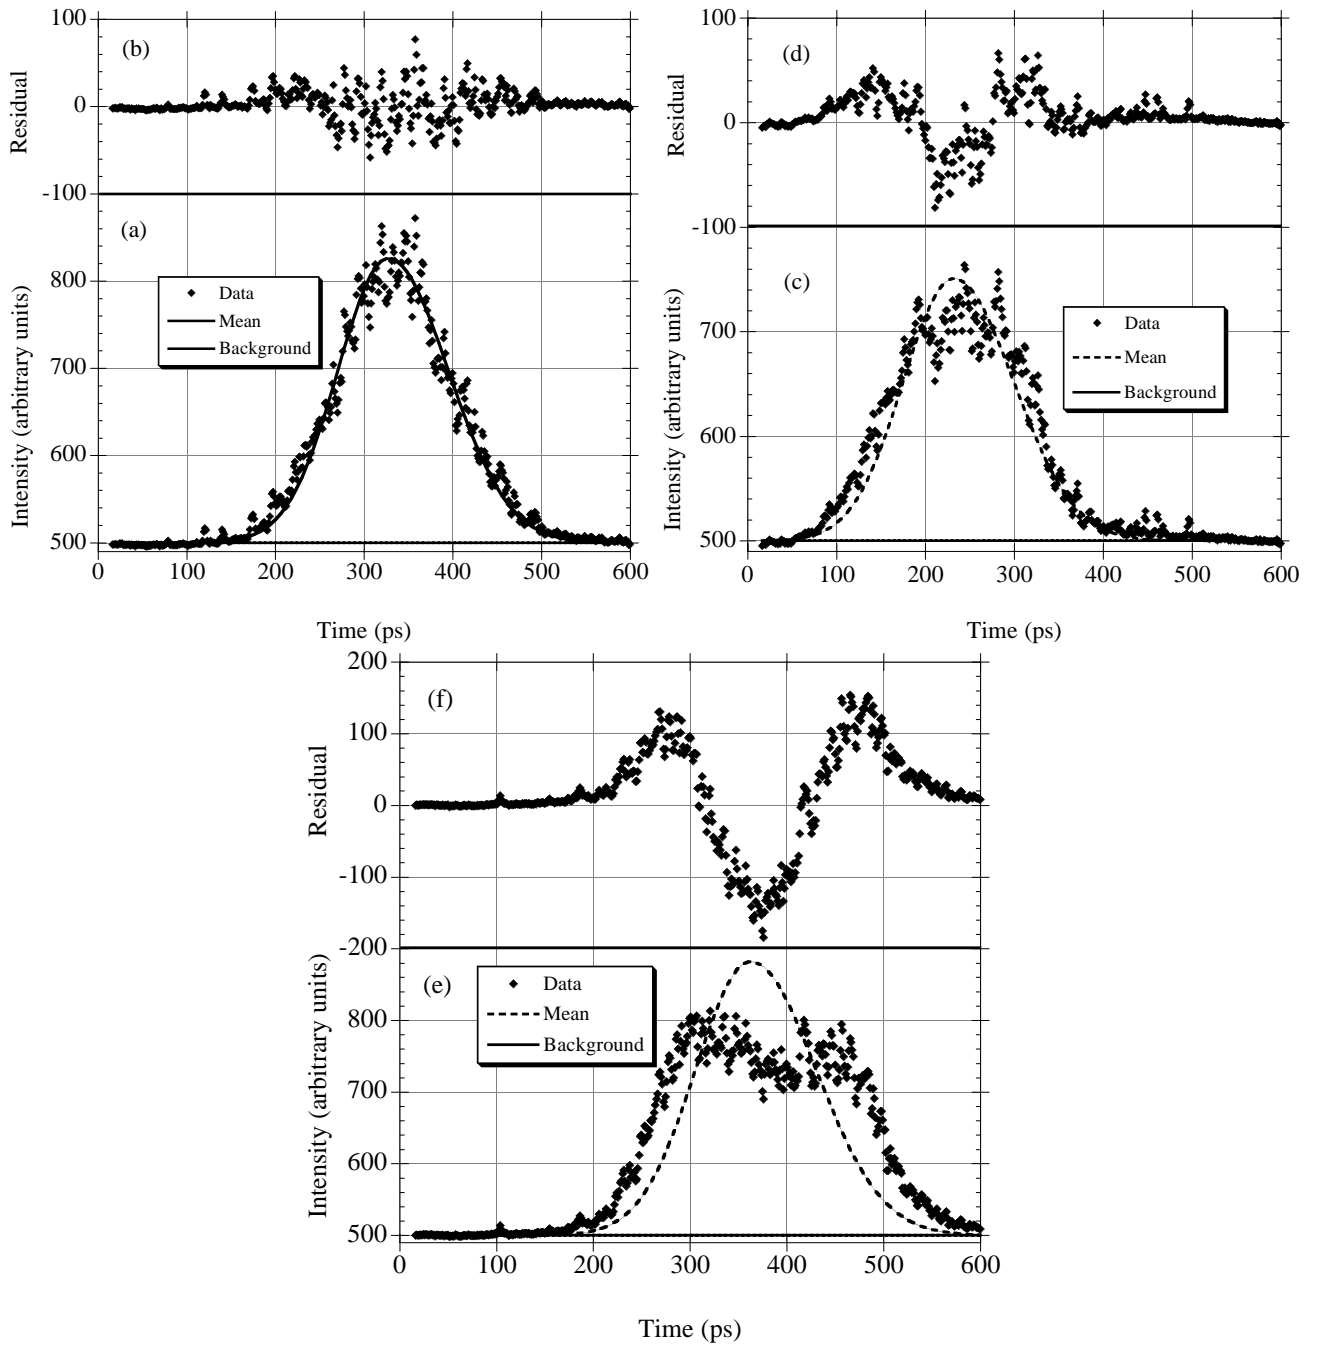 100
0
-100
Residual
(b)
(a)
800
700
600
500
Intensity (arbitrary units)
Data
Mean
Background
0 100 200 300 400 500 600
Time (ps)
100
0
-100
Residual
(d)
(c)
700
600
500
Intensity (arbitrary units)
Data
Mean
Background
0 100 200 300 400 500 600
Time (ps)
200
100
0
-100
-200
Residual
(f)
(e)
800
700
600
500
Intensity (arbitrary units)
Data
Mean
Background
0 100 200 300 400 500 600
Time (ps)